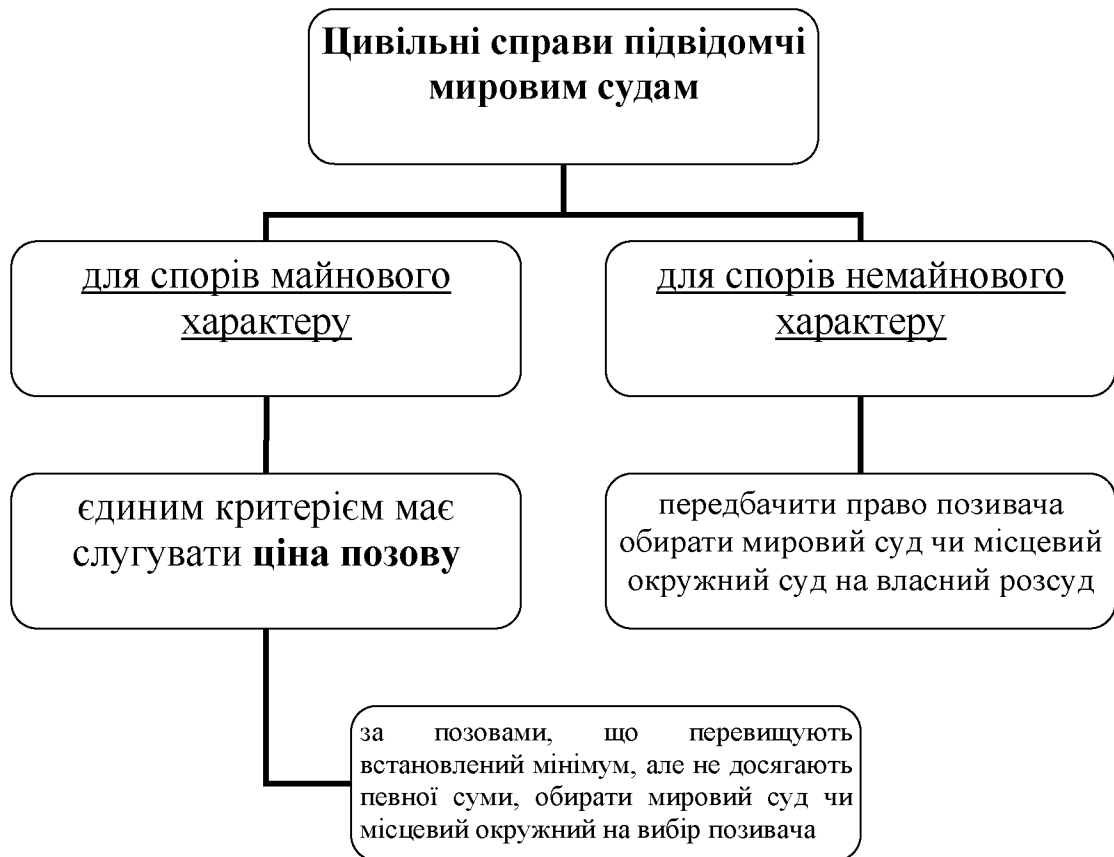 Цивільні справи підвідомчі
мировим судам
для спорів майнового
характеру
для спорів немайнового
характеру
єдиним критерієм має
слугувати ціна позову
передбачити право позивача
обирати мировий суд чи місцевий
окружний суд на власний розсуд
за позовами, що перевищують
встановлений мінімум, але не досягають
певної суми, обирати мировий суд чи
місцевий окружний на вибір позивача